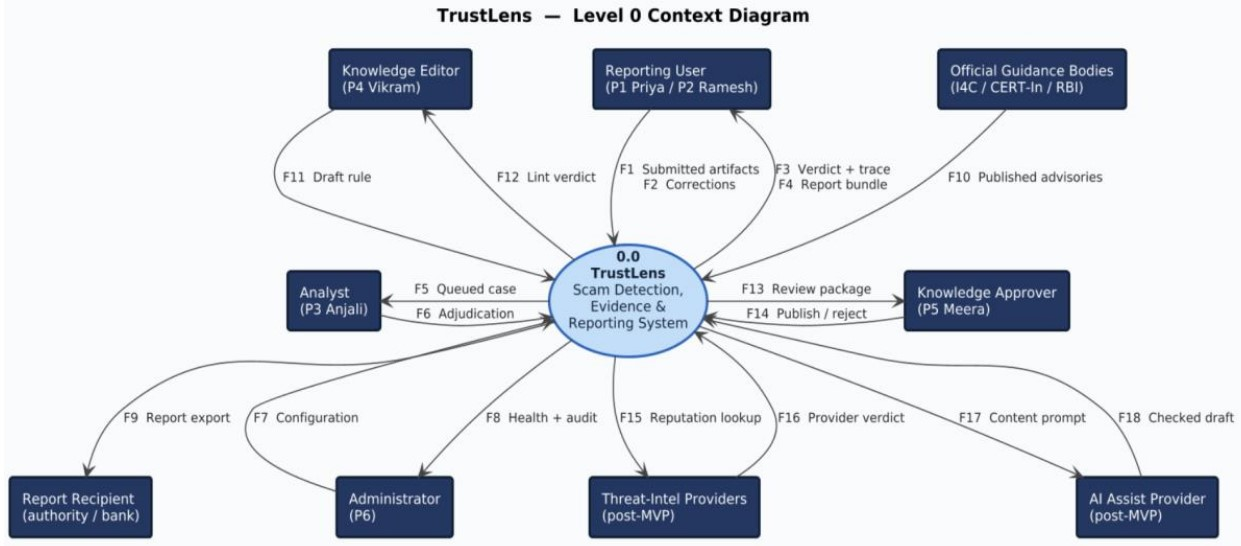 TrustLens — Level 0 Context Diagram
Knowledge Editor
(P4 Vikram)
Reporting User
(P1 Priya / P2 Ramesh)
Official Guidance Bodies
(I4C / CERT-In / RBI)
F11 Draft rule
F12 Lint verdict
F1 Submitted artifacts
F2 Corrections
F3 Verdict + trace
F4 Report bundle
F10 Published advisories
0.0
TrustLens
Scam Detection,
Evidence &
Reporting System
Analyst
(P3 Anjali)
F5 Queued case
F6 Adjudication
F13 Review package
F14 Publish / reject
Knowledge Approver
(P5 Meera)
F9 Report export
F7 Configuration
F8 Health + audit
F15 Reputation lookup
F16 Provider verdict
F17 Content prompt
F18 Checked draft
Report Recipient
(authority / bank)
Administrator
(P6)
Threat-Intel Providers
(post-MVP)
AI Assist Provider
(post-MVP)